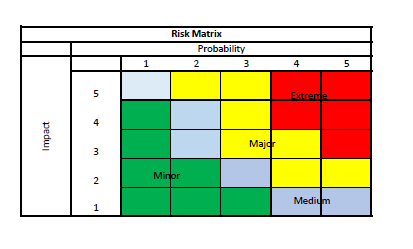 Risk Matrix
Probability
1 2 3 4 5
5 Extreme
4
Impact
3 Major
2 Minor
1 Medium